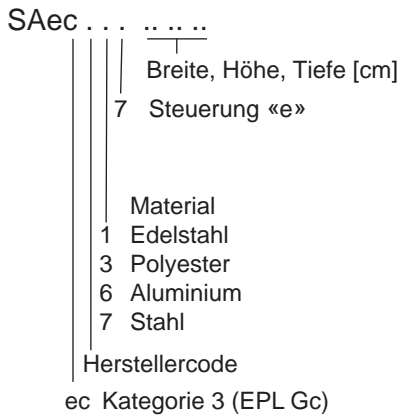 SAec . . . .. .. ..
Breite, Höhe, Tiefe [cm]
7 Steuerung «e»
Material
1 Edelstahl
3 Polyester
6 Aluminium
7 Stahl
Herstellercode
ec Kategorie 3 (EPL Gc)